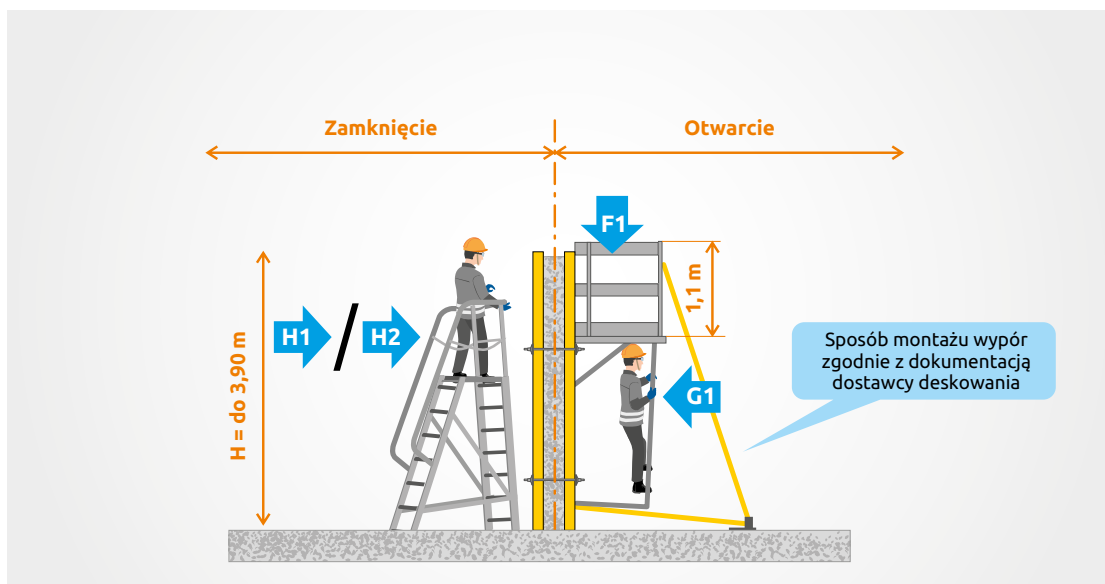 Zamknięcie
Otwarcie
F1
1,1 m
H = do 3,90 m
H1 / H2
G1
Sposób montażu wypór
zgodnie z dokumentacją
dostawcy deskowania